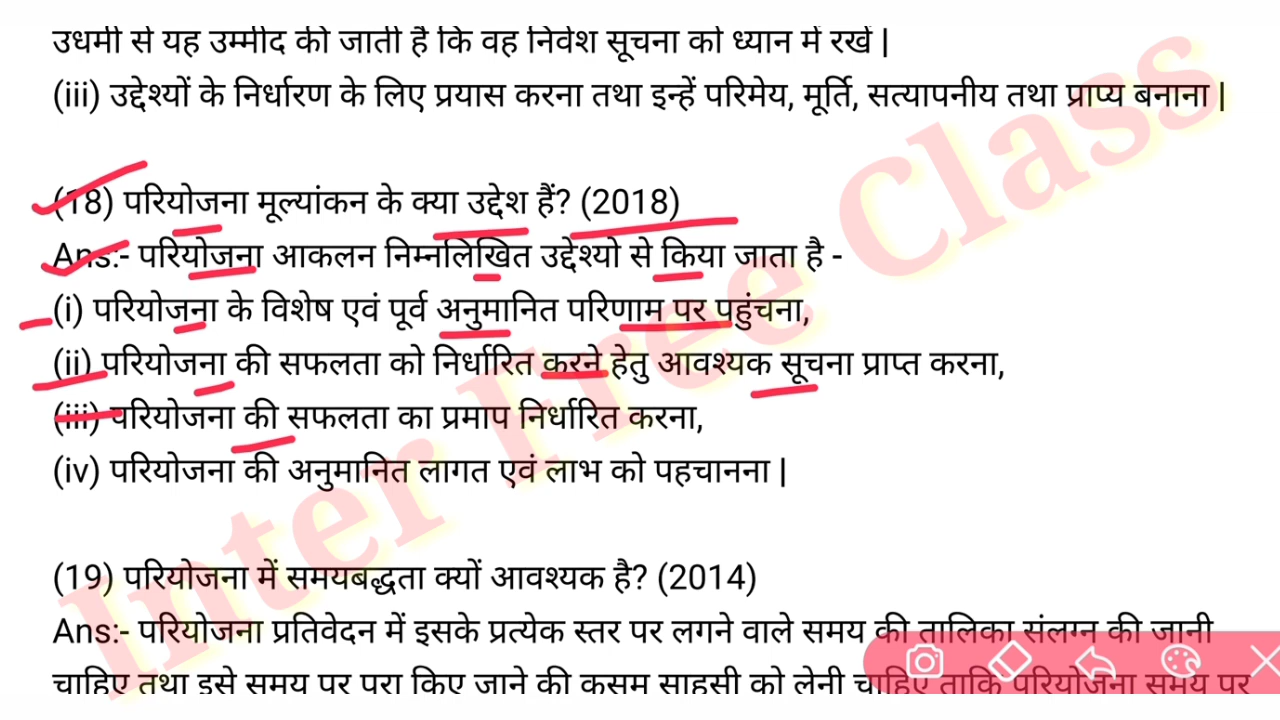 उधमी से यह उम्मीद की जाती है कि वह निवेश सूचना को ध्यान में रखें |
(iii) उद्देश्यों के निर्धारण के लिए प्रयास करना तथा इन्हें परिमेय, मूर्ति, सत्यापनीय तथा प्राप्य बनाना |
(18) परियोजना मूल्यांकन के क्या उद्देश हैं? (2018)
Ans:- परियोजना आकलन निम्नलिखित उद्देश्यो से किया जाता है -
(i) परियोजना के विशेष एवं पूर्व अनुमानित परिणाम पर पहुंचना,
(ii) परियोजना की सफलता को निर्धारित करने हेतु आवश्यक सूचना प्राप्त करना,
(iii) परियोजना की सफलता का प्रमाप निर्धारित करना,
(iv) परियोजना की अनुमानित लागत एवं लाभ को पहचानना |
(19) परियोजना में समयबद्धता क्यों आवश्यक है? (2014)
Ans:- परियोजना प्रतिवेदन में इसके प्रत्येक स्तर पर लगने वाले समय की तालिका संलग्न की जानी
चाहिए तथा इसे समय पर पूरा किए जाने की कसम साहसी को लेनी चाहिए ताकि परियोजना समय पर
Inter Free Class